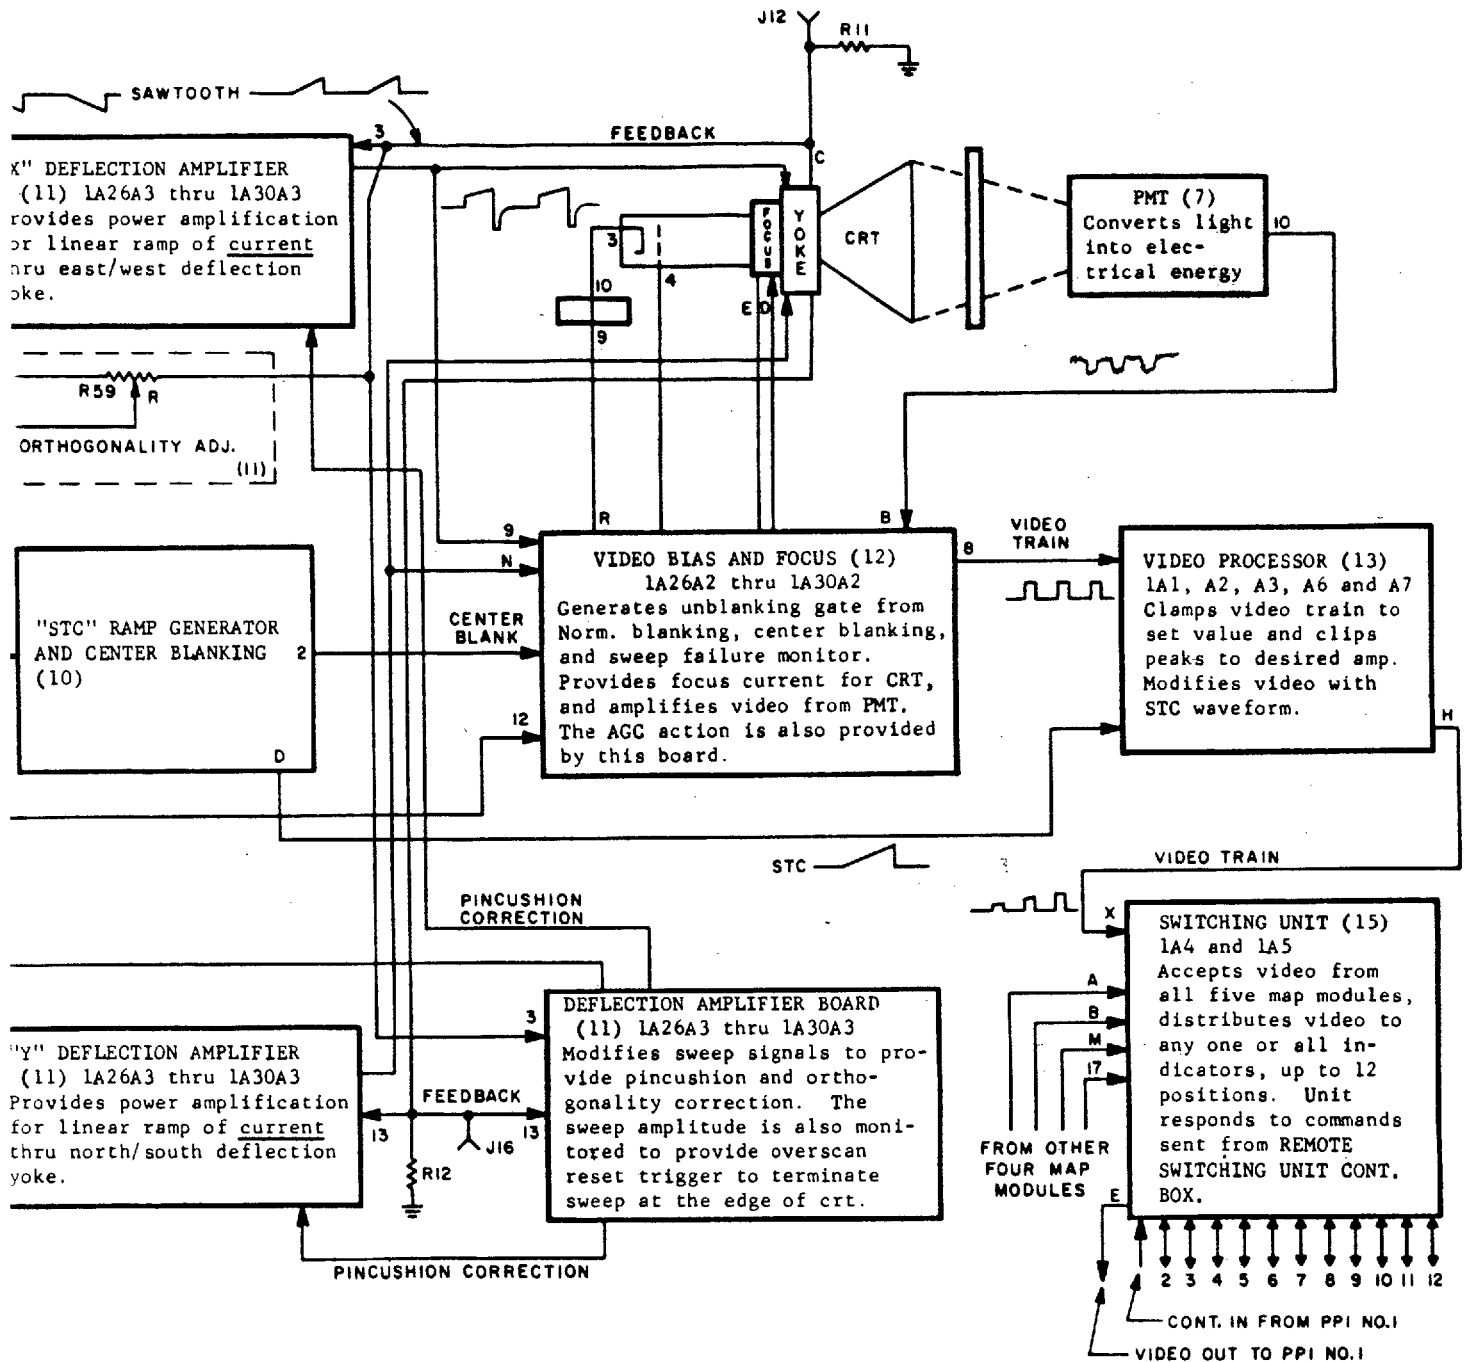 J12
R11
SAWTOOTH
3
FEEDBACK
C
X" DEFLECTION AMPLIFIER
(11) 1A26A3 thru 1A30A3
rovides power amplification
or linear ramp of current
hru east/west deflection
oke.
3
4
10
9
FOCUS
YOKE
E D
CRT
PMT (7)
Converts light
into elec-
trical energy
10
R59
R
ORTHOGONALITY ADJ.
(11)
R
B
9
N
CENTER
BLANK
12
VIDEO BIAS AND FOCUS (12)
1A26A2 thru 1A30A2
Generates unblanking gate from
Norm. blanking, center blanking,
and sweep failure monitor.
Provides focus current for CRT,
and amplifies video from PMT.
The AGC action is also provided
by this board.
8
VIDEO
TRAIN
VIDEO PROCESSOR (13)
1A1, A2, A3, A6 and A7
Clamps video train to
set value and clips
peaks to desired amp.
Modifies video with
STC waveform.
H
"STC" RAMP GENERATOR
AND CENTER BLANKING
(10)
2
D
STC
VIDEO TRAIN
PINCUSHION
CORRECTION
X
A
B
M
17
SWITCHING UNIT (15)
1A4 and 1A5
Accepts video from
all five map modules,
distributes video to
any one or all in-
dicators, up to 12
positions. Unit
responds to commands
sent from REMOTE
SWITCHING UNIT CONT.
BOX.
FROM OTHER
FOUR MAP
MODULES
E
2 3 4 5 6 7 8 9 10 11 12
CONT. IN FROM PPI NO.1
VIDEO OUT TO PPI NO.1
"Y" DEFLECTION AMPLIFIER
(11) 1A26A3 thru 1A30A3
Provides power amplification
for linear ramp of current
thru north/south deflection
yoke.
13
FEEDBACK
J16
R12
3
13
DEFLECTION AMPLIFIER BOARD
(11) 1A26A3 thru 1A30A3
Modifies sweep signals to pro-
vide pincushion and ortho-
gonality correction. The
sweep amplitude is also moni-
tored to provide overscan
reset trigger to terminate
sweep at the edge of crt.
PINCUSHION CORRECTION